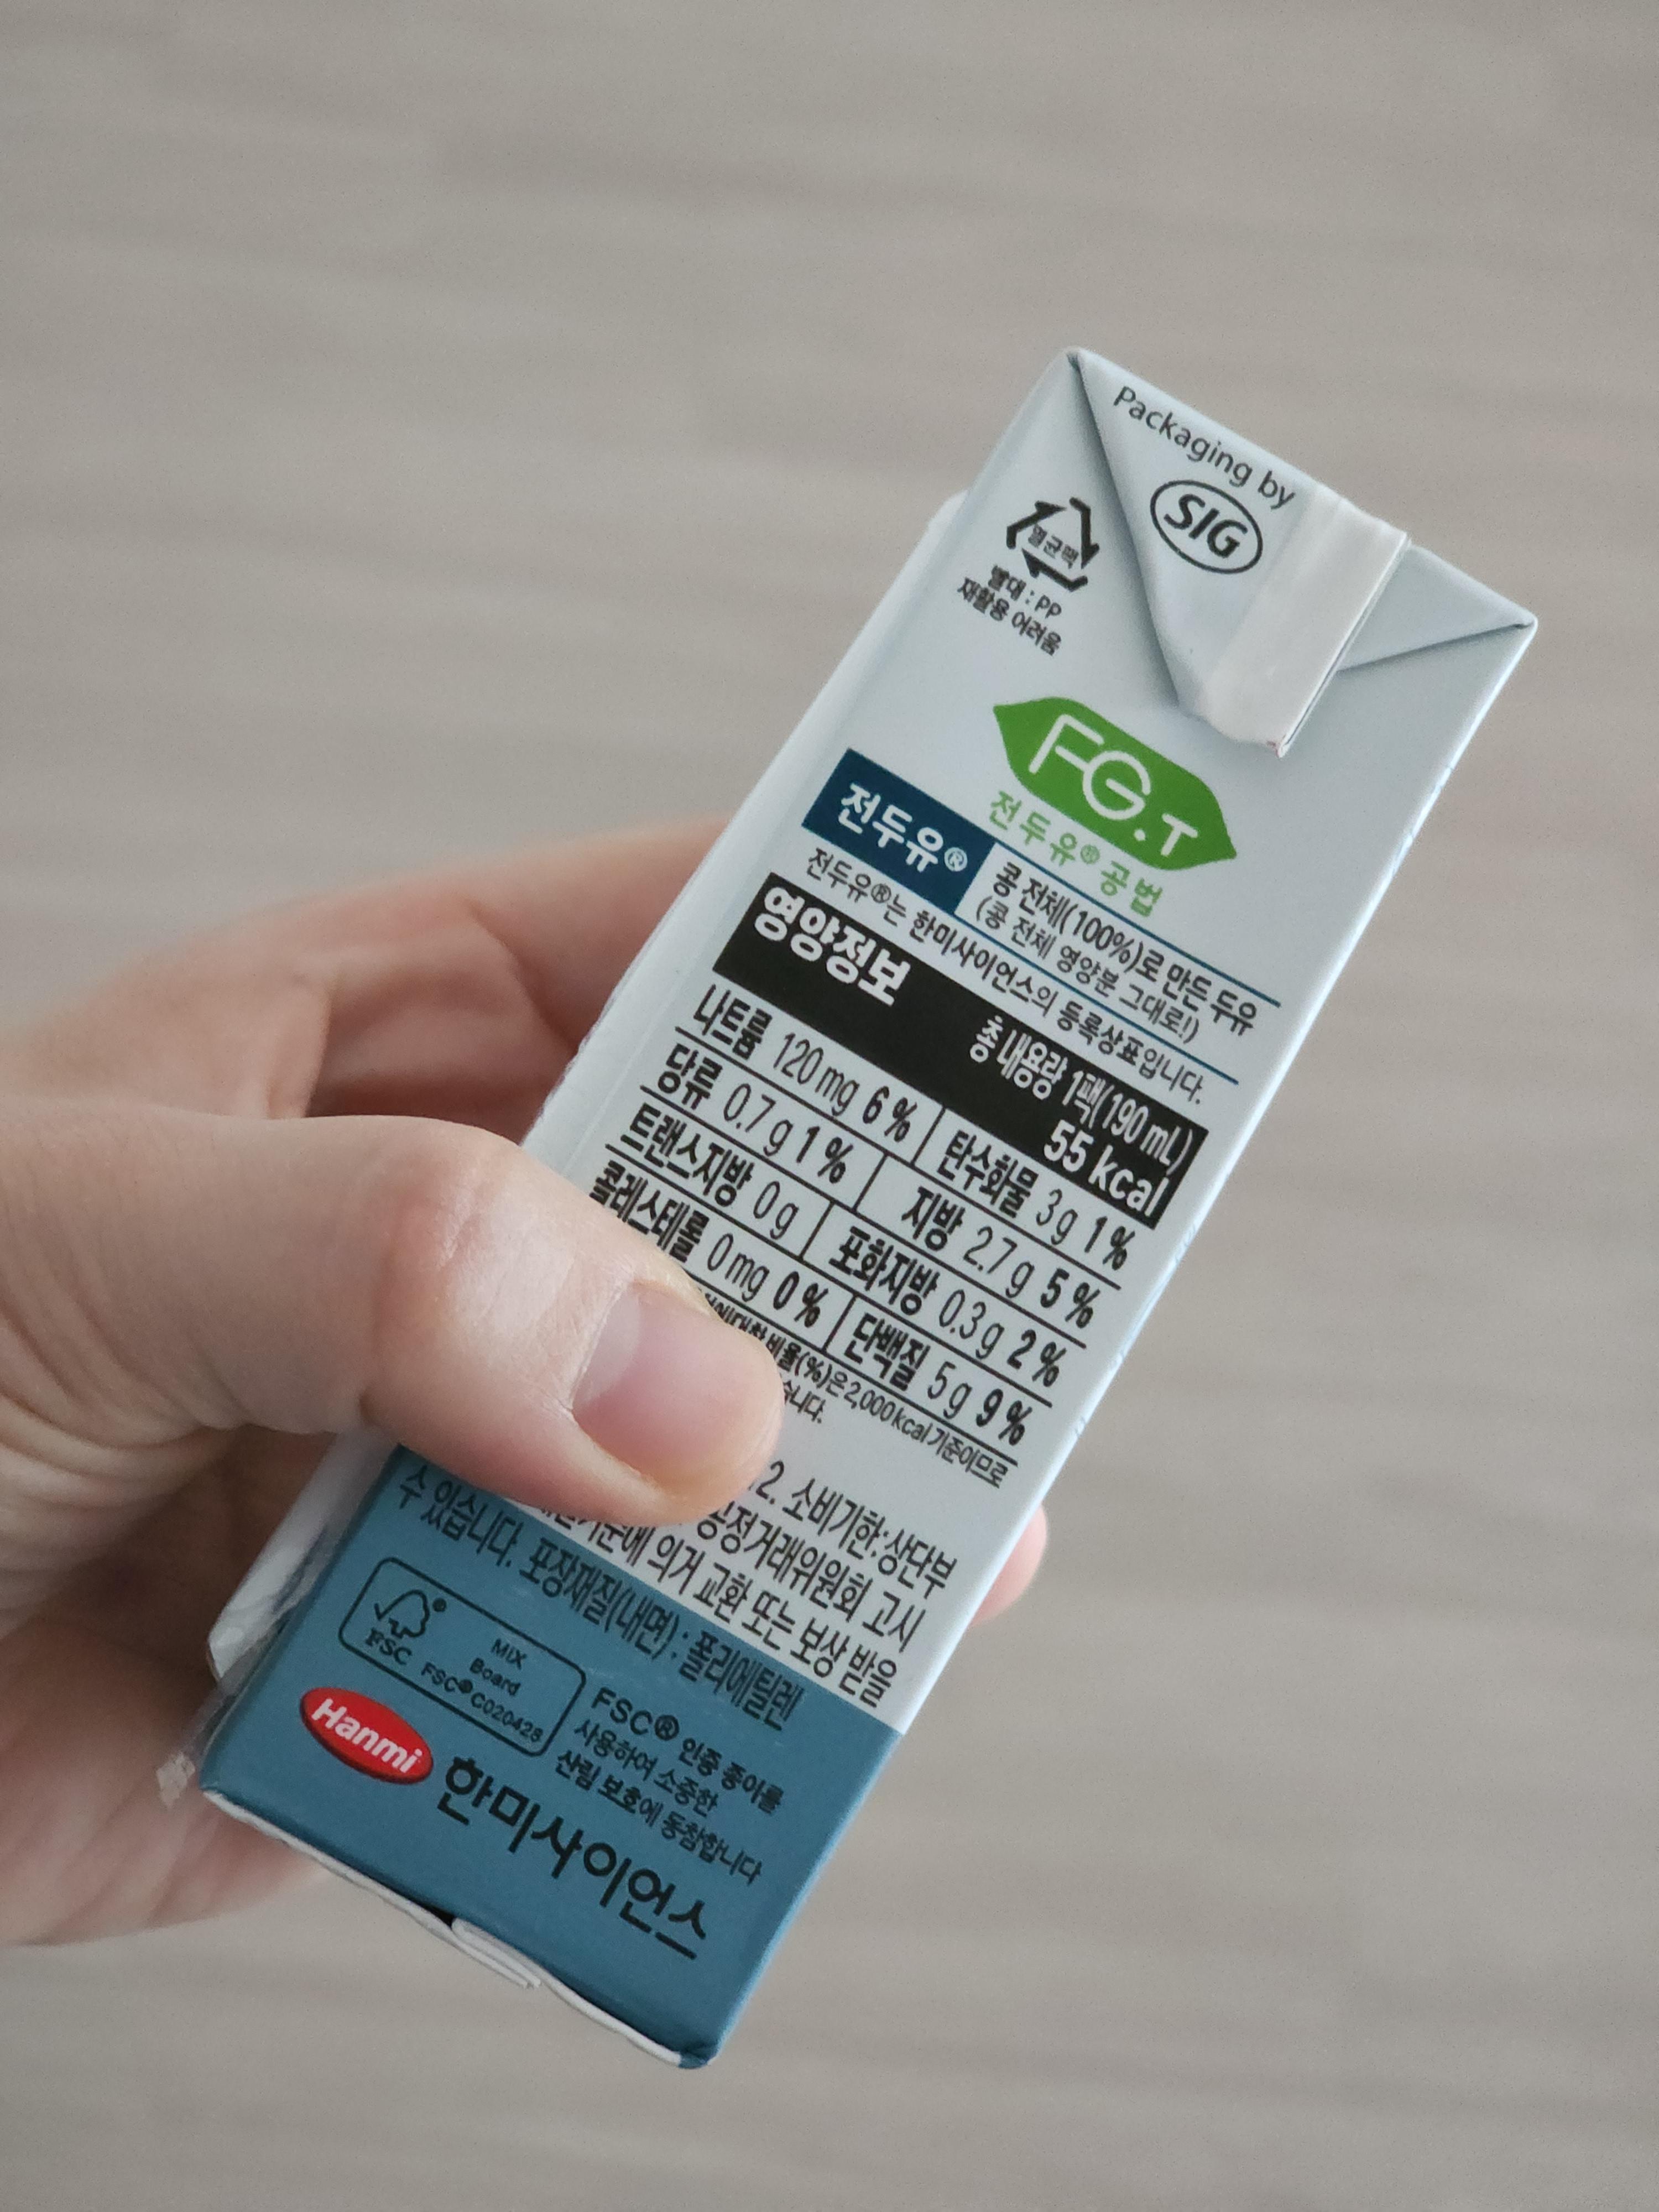 Packaging by
SIG
멸균팩
빨대 : PP
재활용 어려움
FG.T
전두유® 공법
전두유®
콩 전체(100%)로 만든 두유
(콩 전체 영양분 그대로!)
전두유®는 한미사이언스의 등록상표입니다.
영양정보
총 내용량 1팩(190 mL)
55 kcal
나트륨 120 mg 6 % 탄수화물 3 g 1 %
당류 0.7 g 1 % 지방 2.7 g 5 %
트랜스지방 0 g 포화지방 0.3 g 2 %
콜레스테롤 0 mg 0 % 단백질 5 g 9 %
비율(%)은 2,000 kcal 기준이므로
습니다.
2. 소비기한:상단부
공정거래위원회 고시
의거 교환 또는 보상 받을
수 있습니다. 포장재질(내면) ; 폴리에틸렌
FSC
MIX
Board
FSC® C020428
FSC® 인증 종이를
사용하여 소중한
산림 보호에 동참합니다
Hanmi
한미사이언스